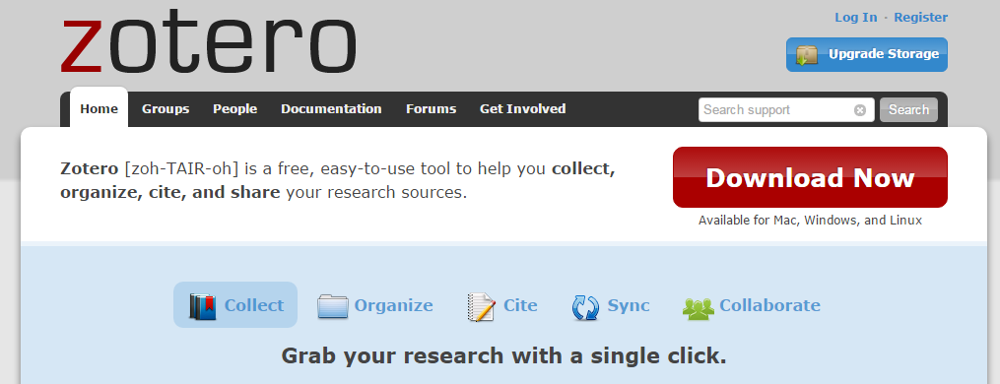 zotero
Log In · Register
Upgrade Storage
Home Groups People Documentation Forums Get Involved
Search support Search
Zotero [zoh-TAIR-oh] is a free, easy-to-use tool to help you collect,
organize, cite, and share your research sources.
Download Now
Available for Mac, Windows, and Linux
Collect Organize Cite Sync Collaborate
Grab your research with a single click.